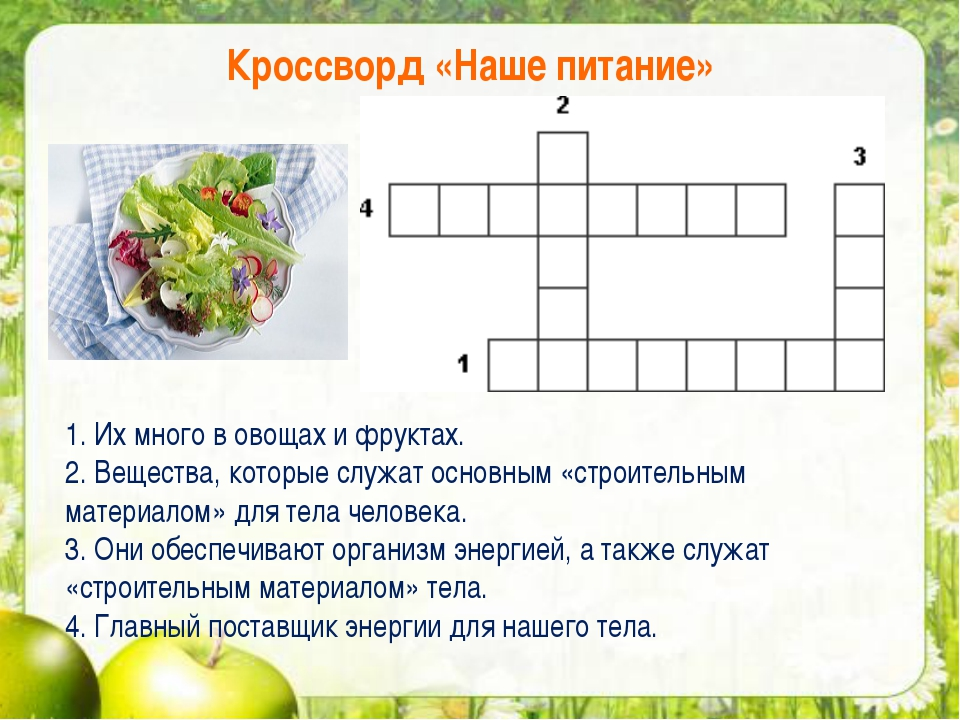 Кроссворд «Наше питание»
2
3
4
1
1. Их много в овощах и фруктах.
2. Вещества, которые служат основным «строительным
материалом» для тела человека.
3. Они обеспечивают организм энергией, а также служат
«строительным материалом» тела.
4. Главный поставщик энергии для нашего тела.